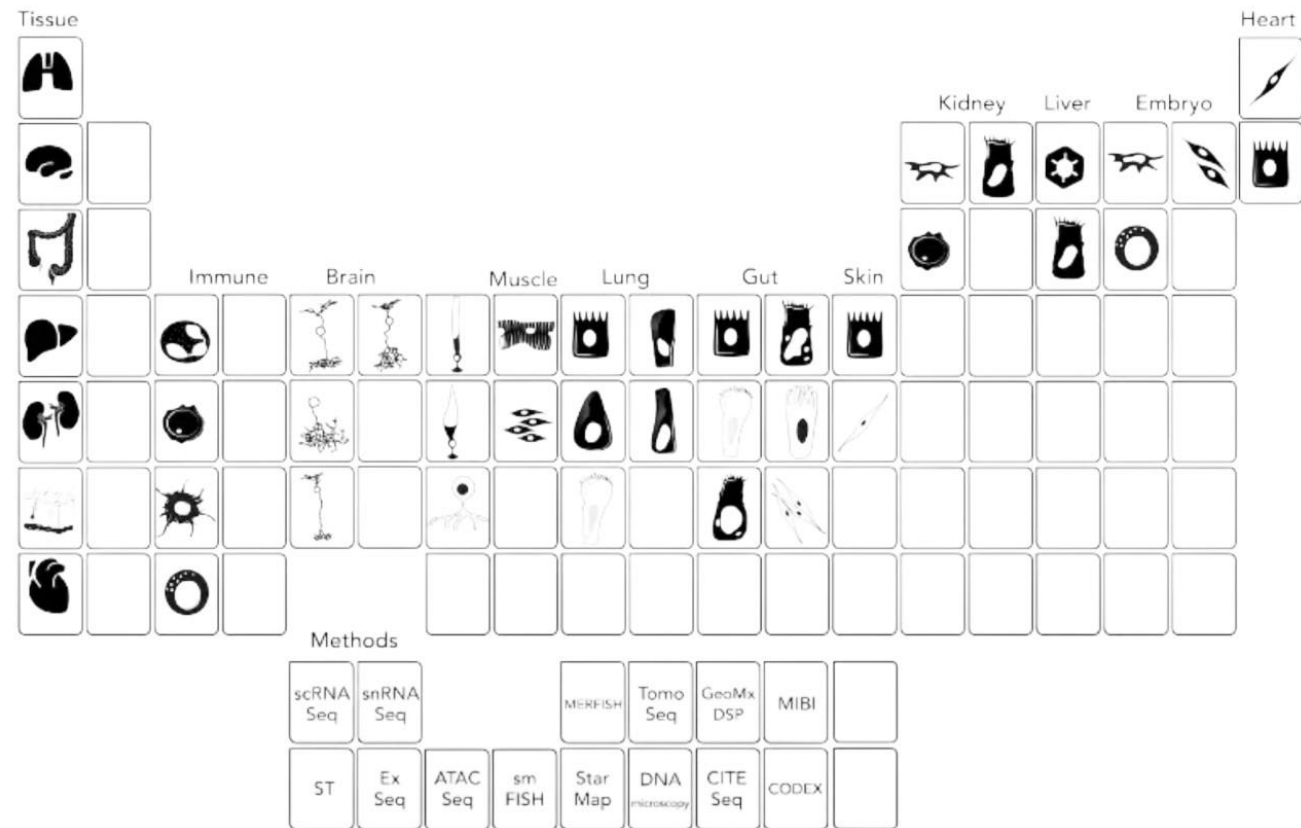 Tissue
Heart
Kidney Liver Embryo
Immune Brain Muscle Lung Gut Skin
Methods
scRNA
Seq
snRNA
Seq
MERFISH
Tomo
Seq
GeoMx
DSP
MIBI
ST
Ex
Seq
ATAC
Seq
sm
FISH
Star
Map
DNA
microscopy
CITE
Seq
CODEX